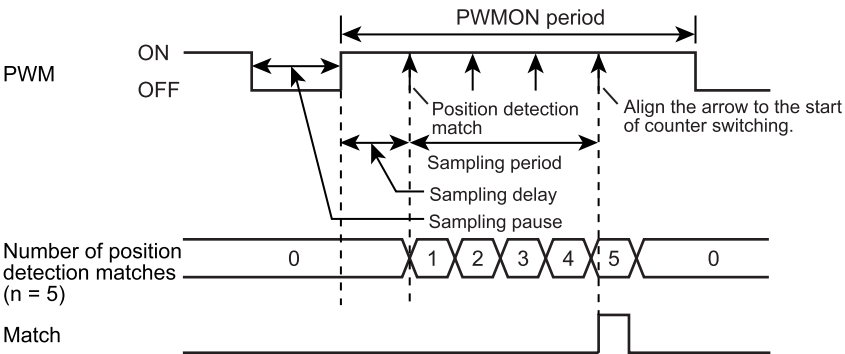 PWMON period
ON
PWM
OFF
Position detection
match
Align the arrow to the start
of counter switching.
Sampling period
Sampling delay
Sampling pause
Number of position
detection matches
(n = 5)
0 1 2 3 4 5 0
Match